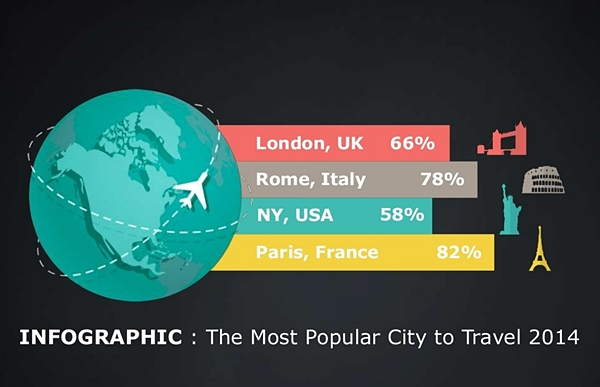 London, UK 66%
Rome, Italy 78%
NY, USA 58%
Paris, France 82%
INFOGRAPHIC : The Most Popular City to Travel 2014